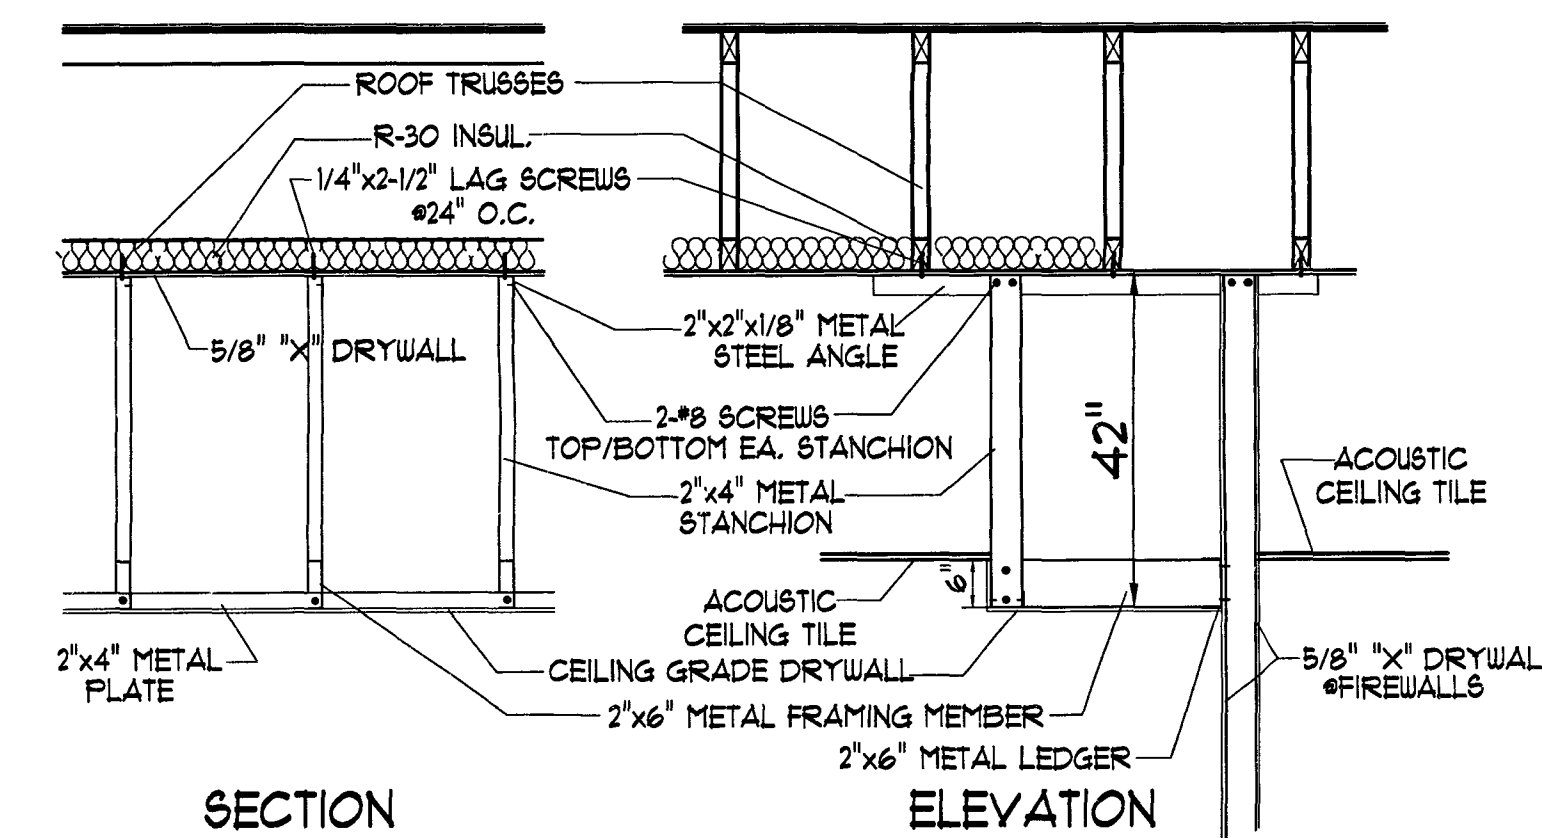 ROOF TRUSSES
R-30 INSUL.
1/4"x2-1/2" LAG SCREWS
@24" O.C.
5/8" "X" DRYWALL
2"x2"x1/8" METAL
STEEL ANGLE
2-#8 SCREWS
TOP/BOTTOM EA. STANCHION
2"x4" METAL
STANCHION
42"
ACOUSTIC
CEILING TILE
6"
ACOUSTIC
CEILING TILE
2"x4" METAL
PLATE
CEILING GRADE DRYWALL
5/8" "X" DRYWAL
@FIREWALLS
2"x6" METAL FRAMING MEMBER
2"x6" METAL LEDGER
SECTION
ELEVATION